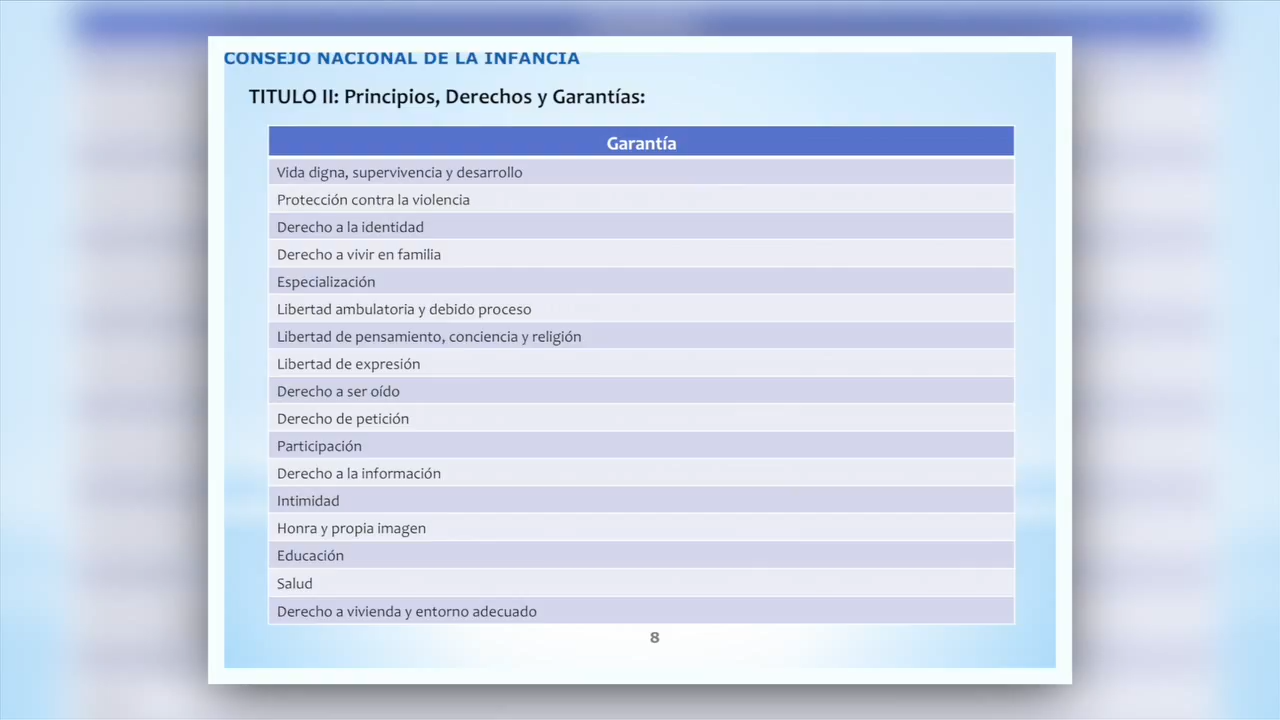 CONSEJO NACIONAL DE LA INFANCIA
TITULO II: Principios, Derechos y Garantías:
Garantía
Vida digna, supervivencia y desarrollo
Protección contra la violencia
Derecho a la identidad
Derecho a vivir en familia
Especialización
Libertad ambulatoria y debido proceso
Libertad de pensamiento, conciencia y religión
Libertad de expresión
Derecho a ser oído
Derecho de petición
Participación
Derecho a la información
Intimidad
Honra y propia imagen
Educación
Salud
Derecho a vivienda y entorno adecuado
8